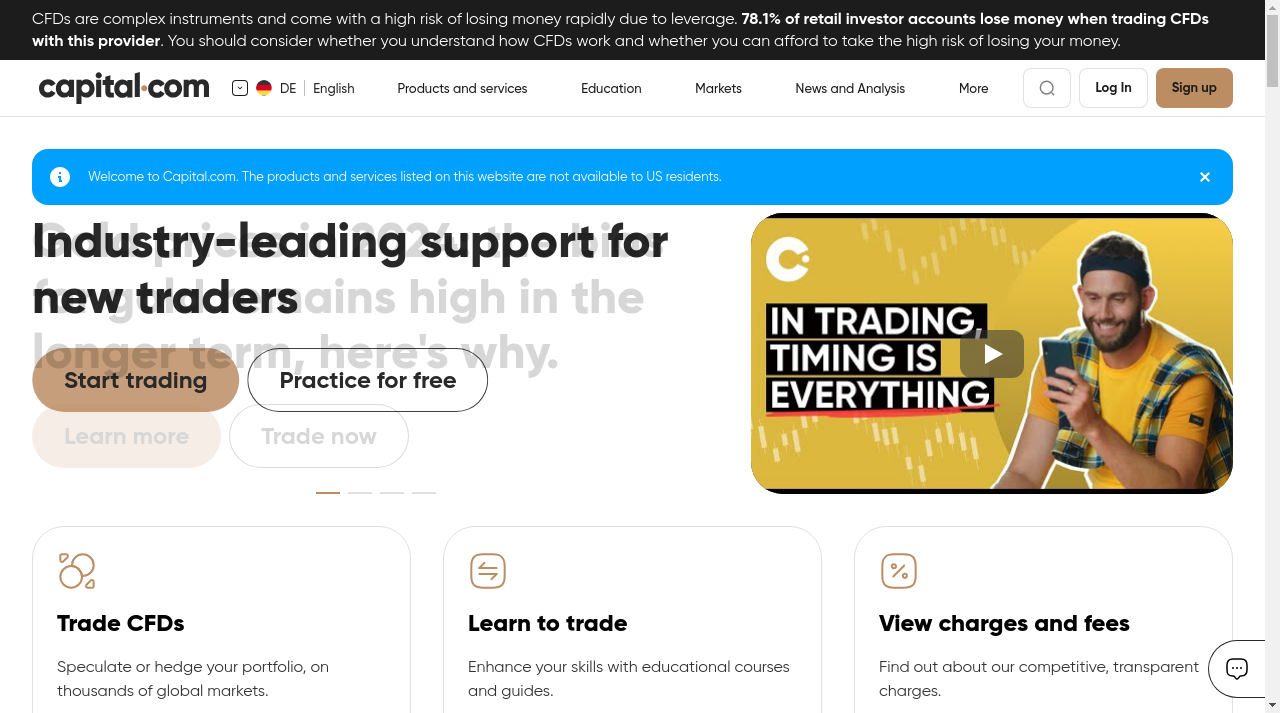 CFDs are complex instruments and come with a high risk of losing money rapidly due to leverage. 78.1% of retail investor accounts lose money when trading CFDs
with this provider. You should consider whether you understand how CFDs work and whether you can afford to take the high risk of losing your money.
capital.com
DE
English
Products and services
Education
Markets
News and Analysis
More
Log In
Sign up
Welcome to Capital.com. The products and services listed on this website are not available to US residents.
Industry-leading support for
new traders
longer term, here's why.
Start trading
Practice for free
Learn more
Trade now
IN TRADING,
TIMING IS
EVERYTHING
Trade CFDs
Speculate or hedge your portfolio, on
thousands of global markets.
Learn to trade
Enhance your skills with educational courses
and guides.
View charges and fees
Find out about our competitive, transparent
charges.